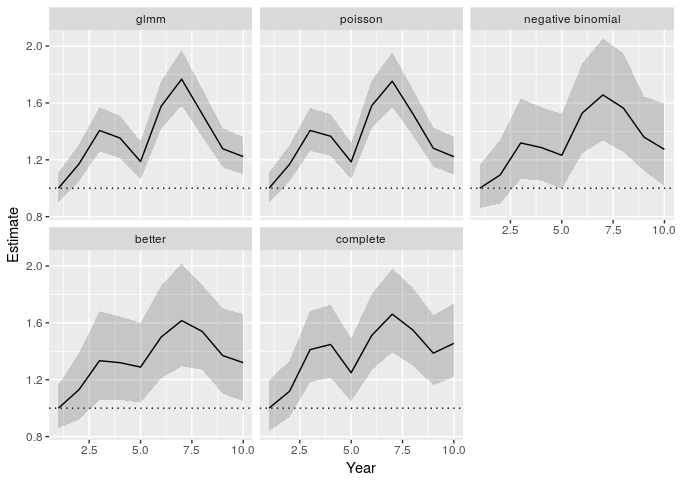 glmm poisson negative binomial
2.0
1.6
1.2
0.8
2.5 5.0 7.5 10.0
better complete
2.0
1.6
1.2
0.8
2.5 5.0 7.5 10.0 2.5 5.0 7.5 10.0
Estimate
Year